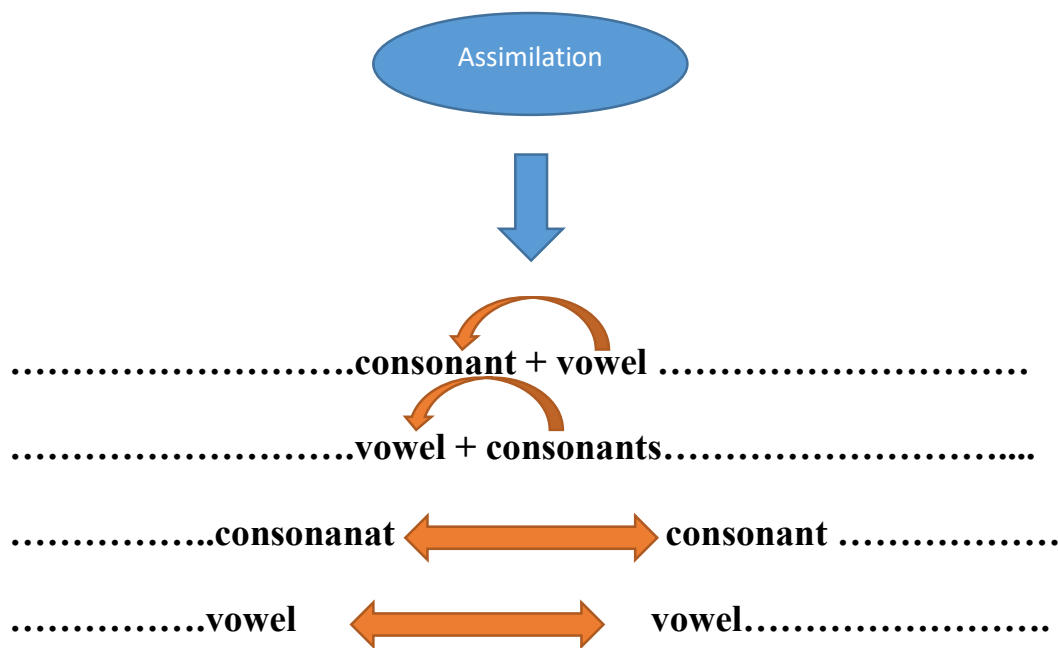 Assimilation
………………………….consonant + vowel …………………………
………………………….vowel + consonants………………………....
……………..consonanat consonant ………………
…………….vowel vowel…………………….